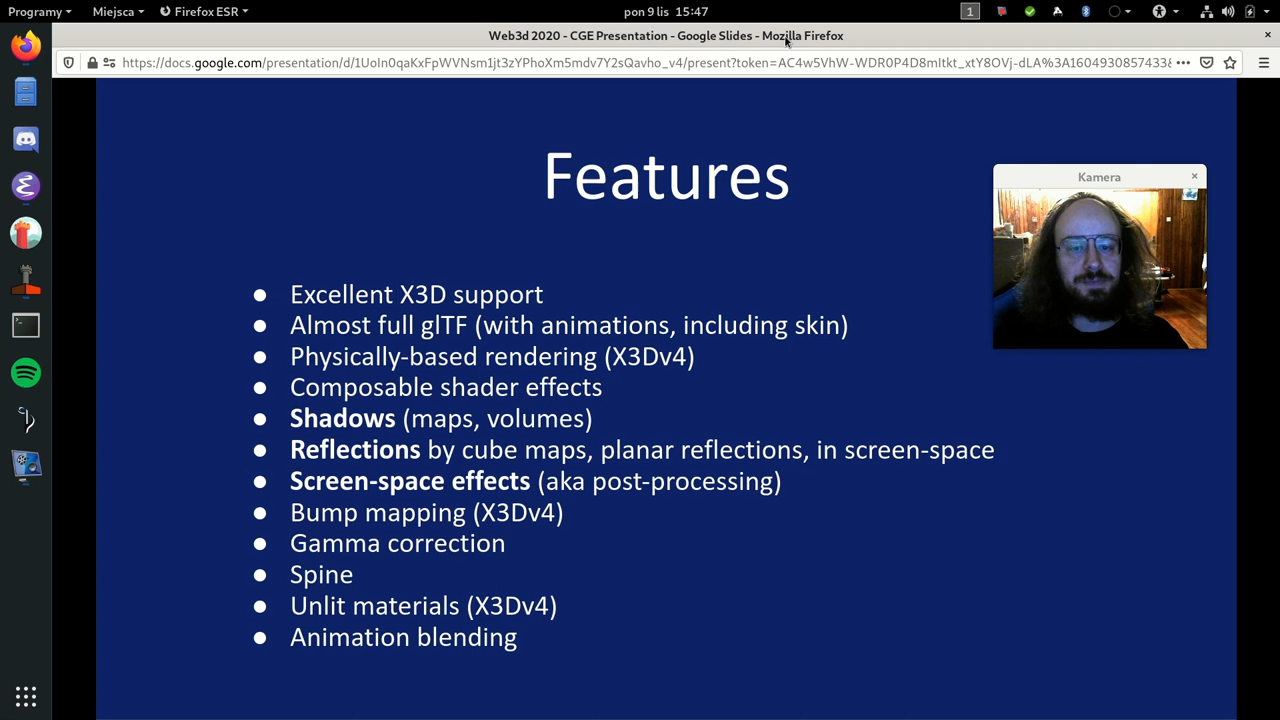 Programy Miejsca Firefox ESR pon 9 lis 15:47 1
Web3d 2020 - CGE Presentation - Google Slides - Mozilla Firefox
https://docs.google.com/presentation/d/1UoIn0qaKxFpWVNsm1jt3zYPhoXm5mdv7Y2sQavho_v4/present?token=AC4w5VhW-WDR0P4D8mItkt_xtY8OVj-dLA%3A1604930857433&
Features
Kamera
● Excellent X3D support
● Almost full glTF (with animations, including skin)
● Physically-based rendering (X3Dv4)
● Composable shader effects
● Shadows (maps, volumes)
● Reflections by cube maps, planar reflections, in screen-space
● Screen-space effects (aka post-processing)
● Bump mapping (X3Dv4)
● Gamma correction
● Spine
● Unlit materials (X3Dv4)
● Animation blending